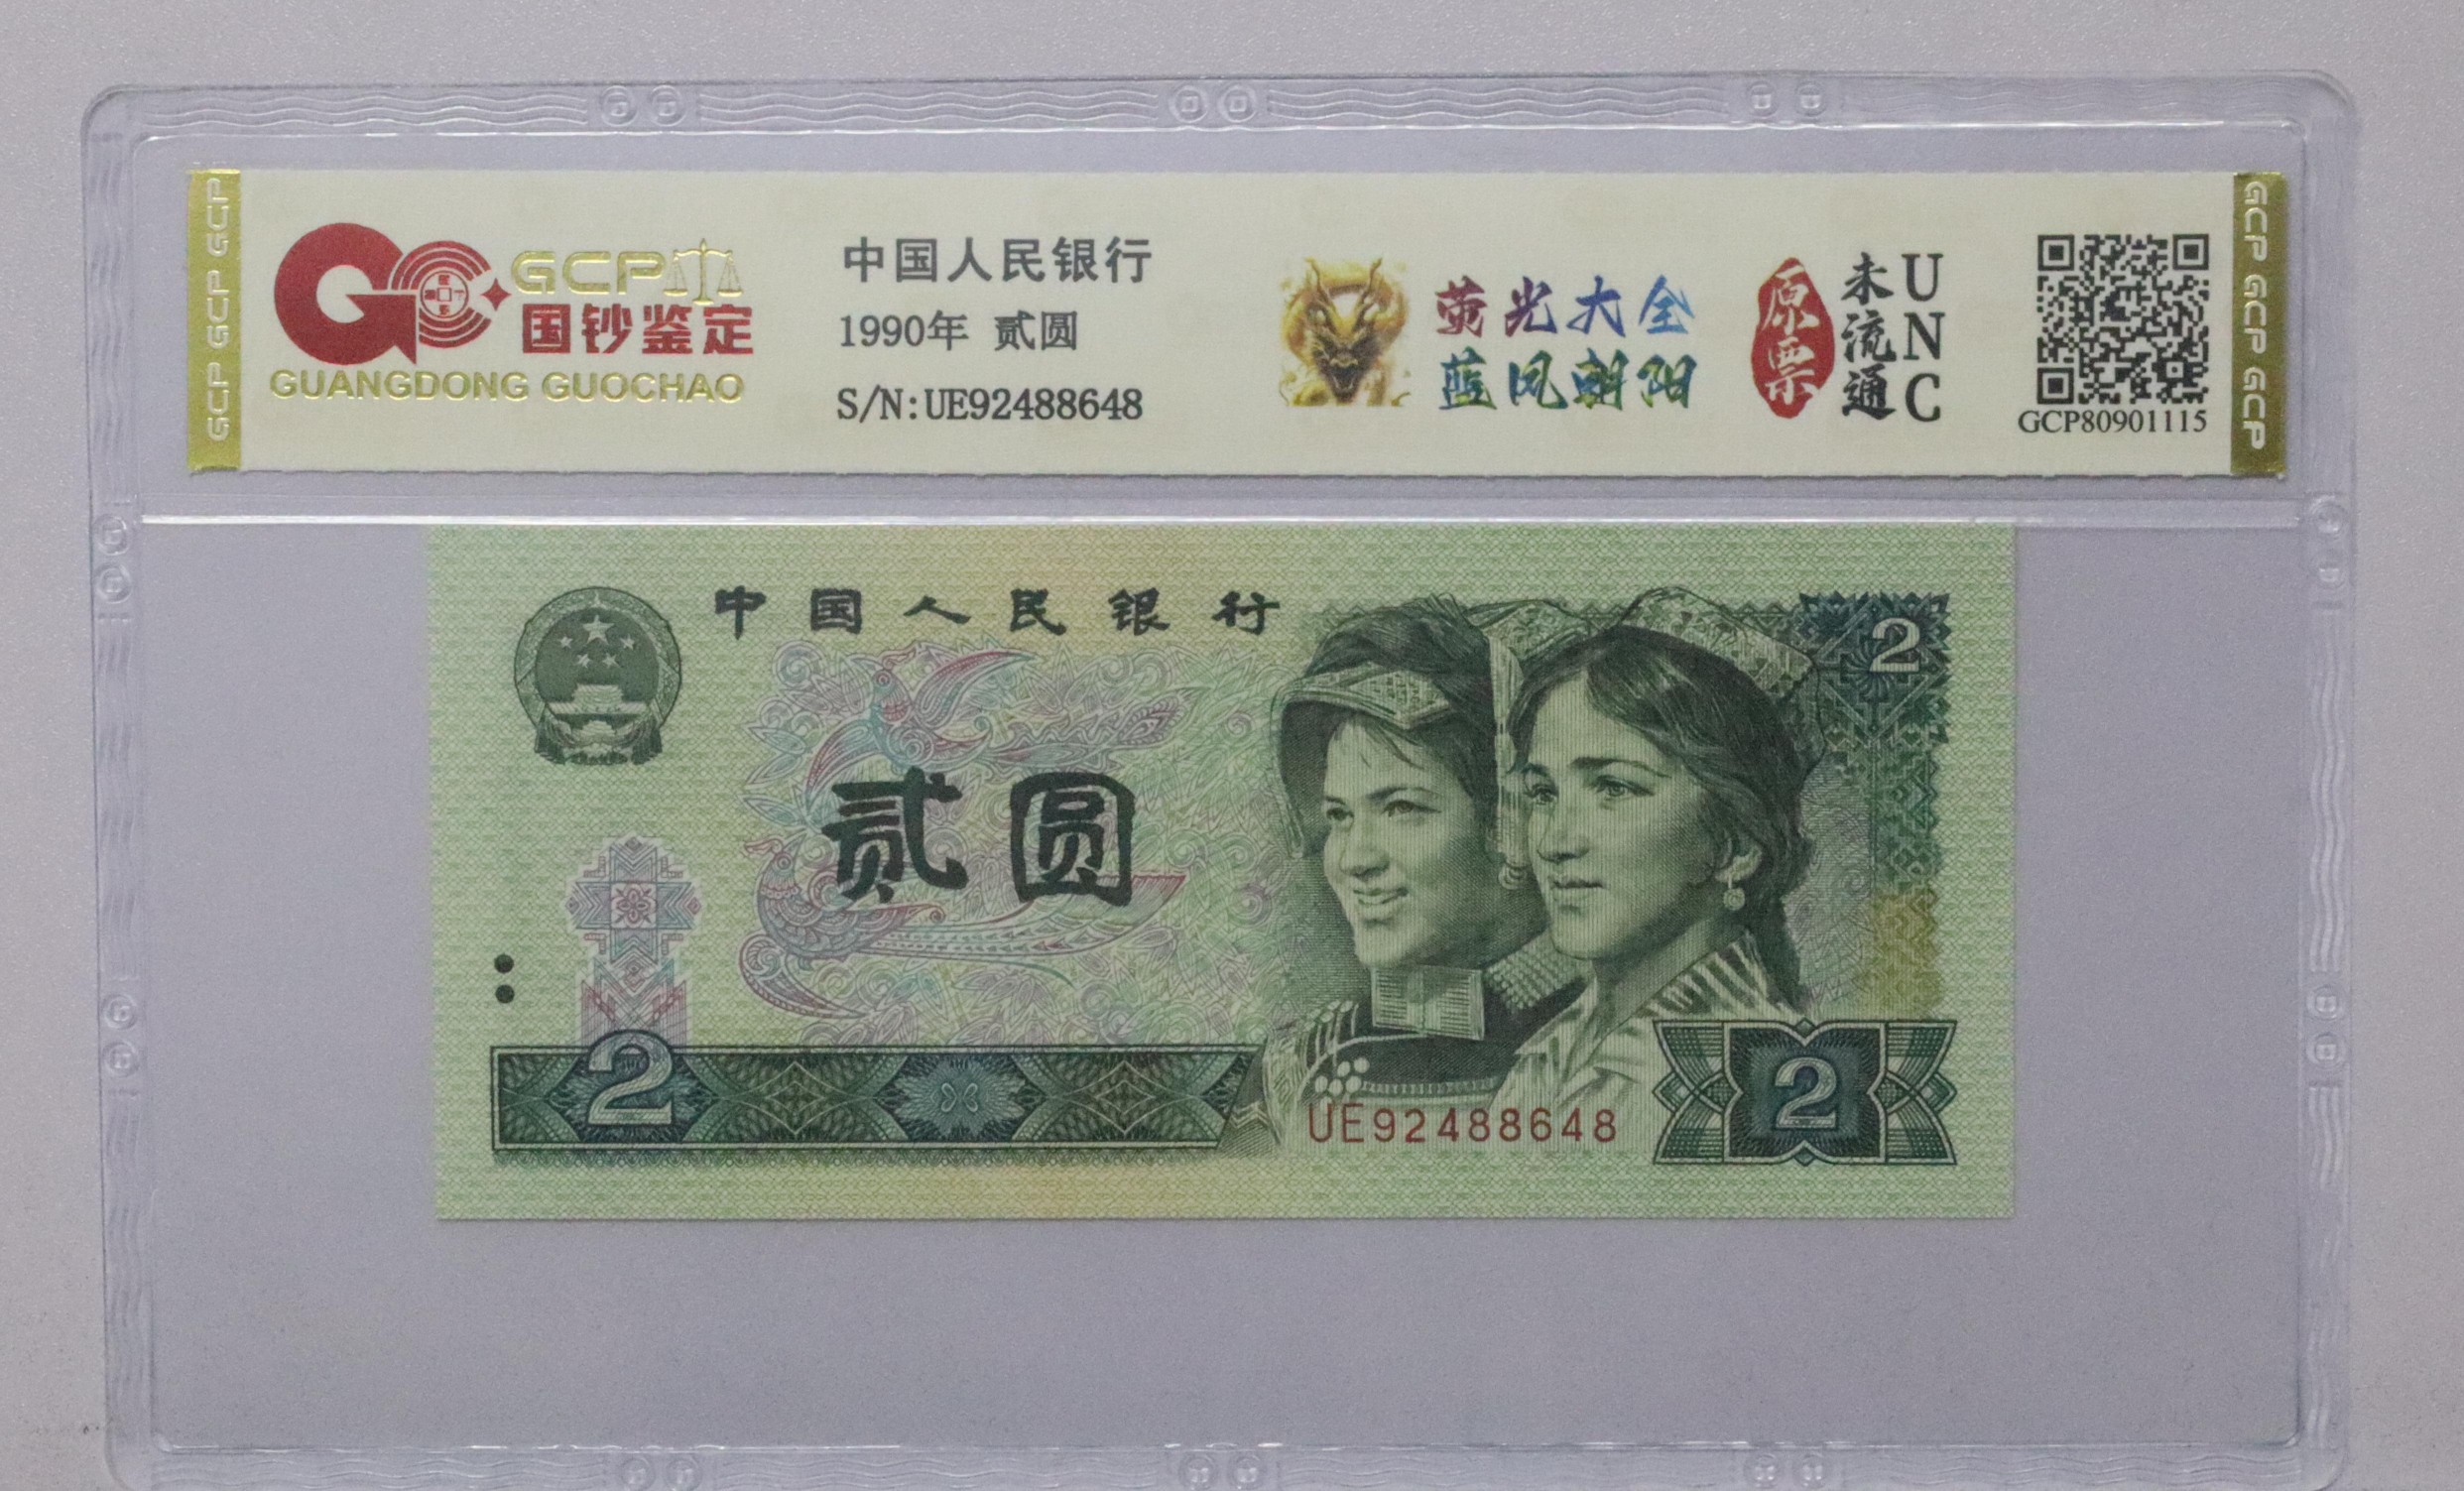 GCP GCP GCP
GCP
国钞鉴定
GUANGDONG GUOCHAO
中国人民银行
1990年 贰圆
S/N:UE92488648
荧光大全
蓝凤朝阳
原票
未流通
UNC
GCP80901115
GCP GCP GCP GCP
中国人民银行
2
贰圆
2
UE92488648
2